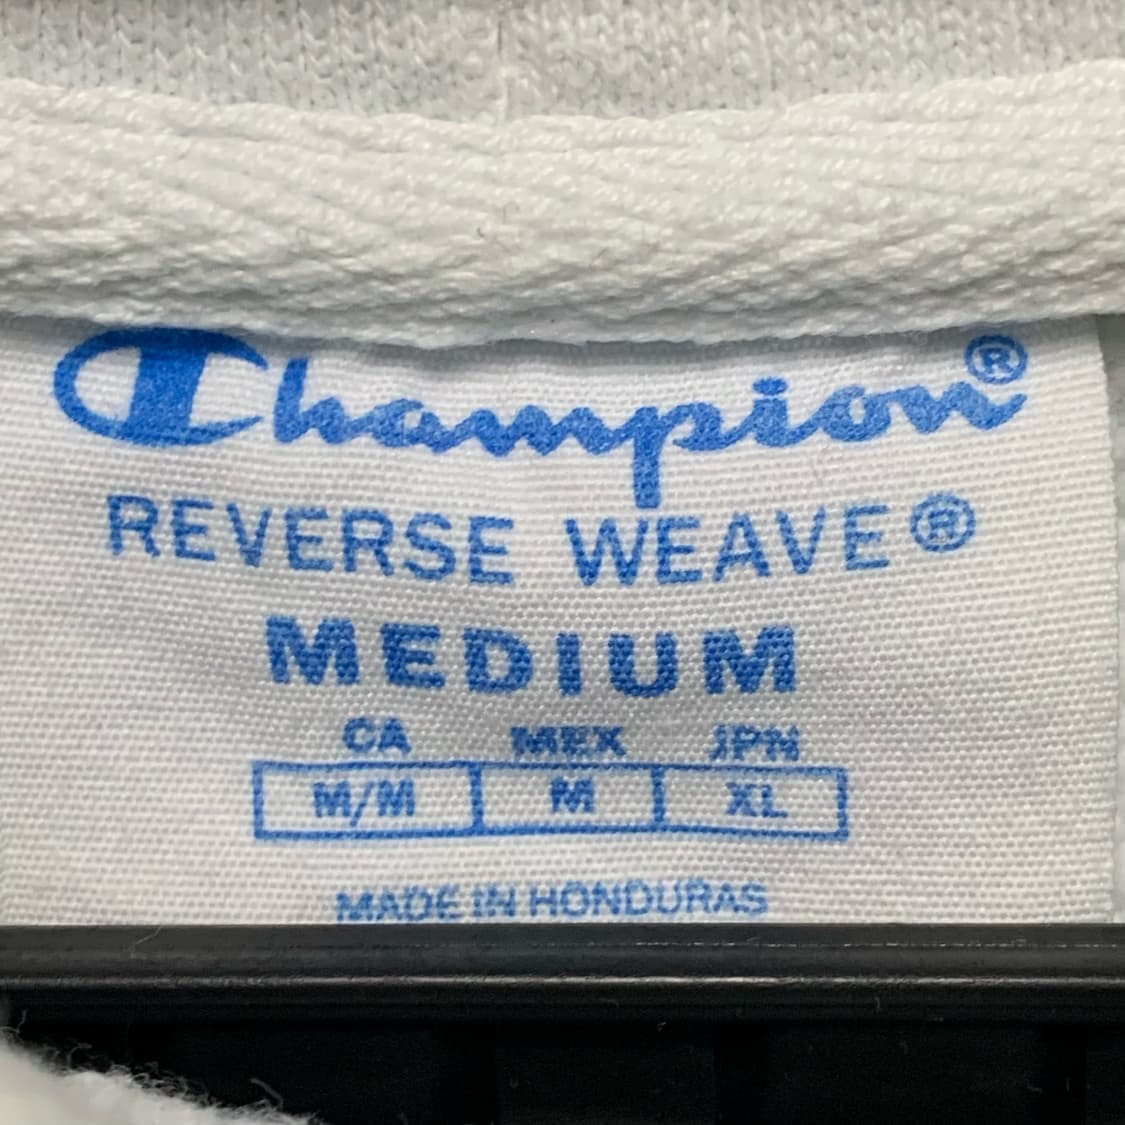 Champion®
REVERSE WEAVE®
MEDIUM
CA MEX JPN
M/M M XL
MADE IN HONDURAS